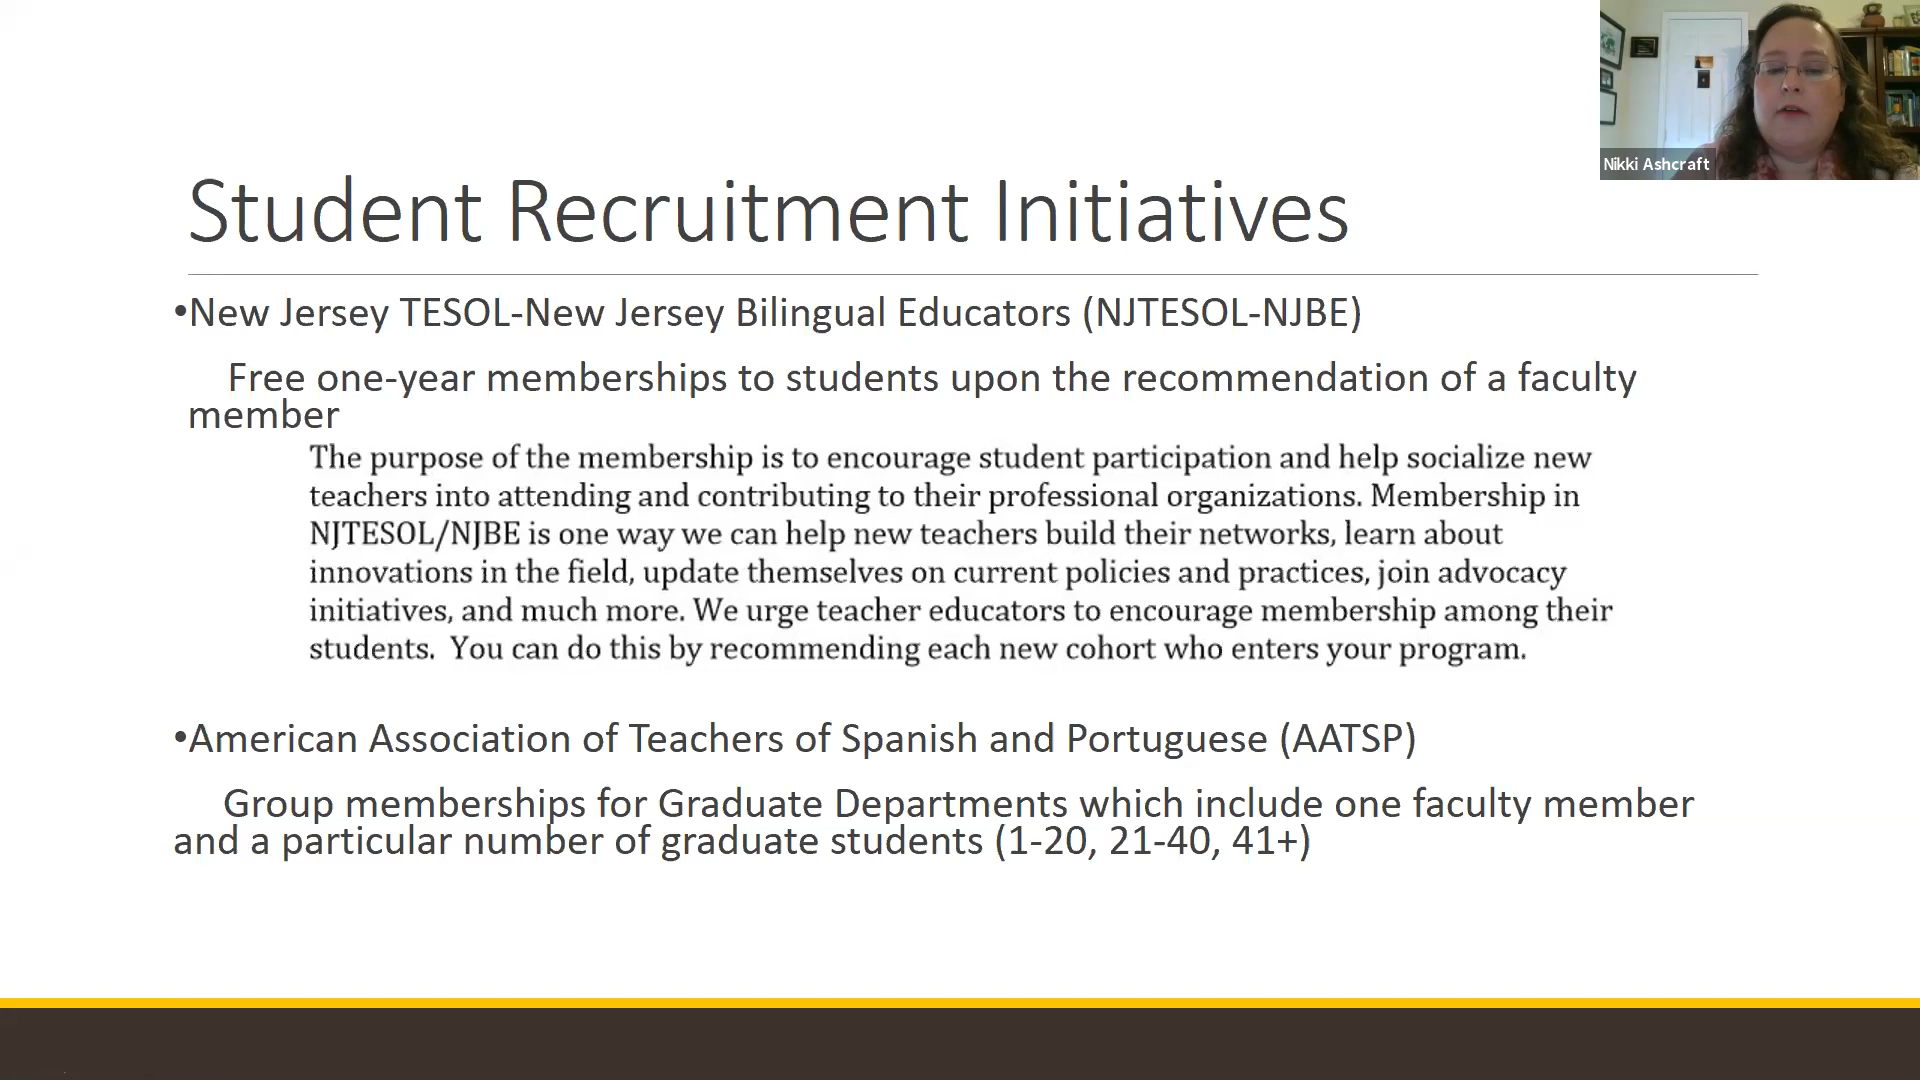 Nikki Ashcraft
Student Recruitment Initiatives
•New Jersey TESOL-New Jersey Bilingual Educators (NJTESOL-NJBE)
Free one-year memberships to students upon the recommendation of a faculty
member
The purpose of the membership is to encourage student participation and help socialize new
teachers into attending and contributing to their professional organizations. Membership in
NJTESOL/NJBE is one way we can help new teachers build their networks, learn about
innovations in the field, update themselves on current policies and practices, join advocacy
initiatives, and much more. We urge teacher educators to encourage membership among their
students. You can do this by recommending each new cohort who enters your program.
•American Association of Teachers of Spanish and Portuguese (AATSP)
Group memberships for Graduate Departments which include one faculty member
and a particular number of graduate students (1-20, 21-40, 41+)